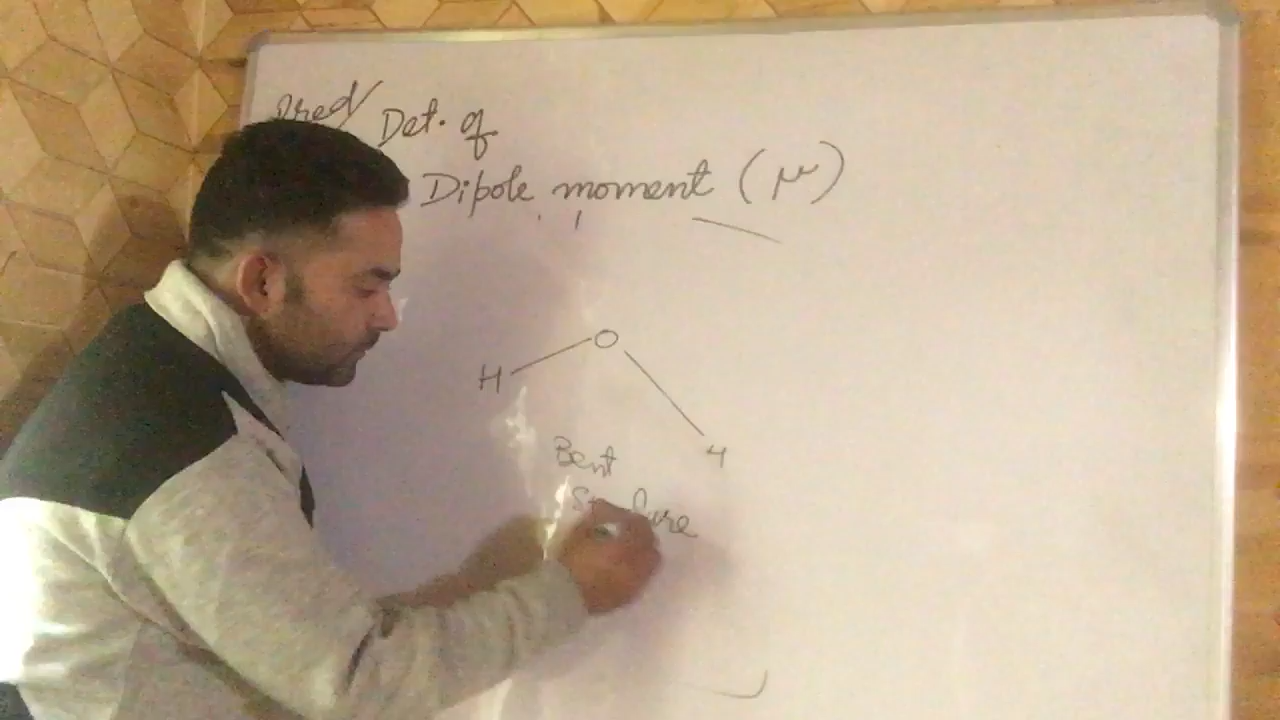 Pred/ Det. of
Dipole moment (μ)
O
H
H
Bent